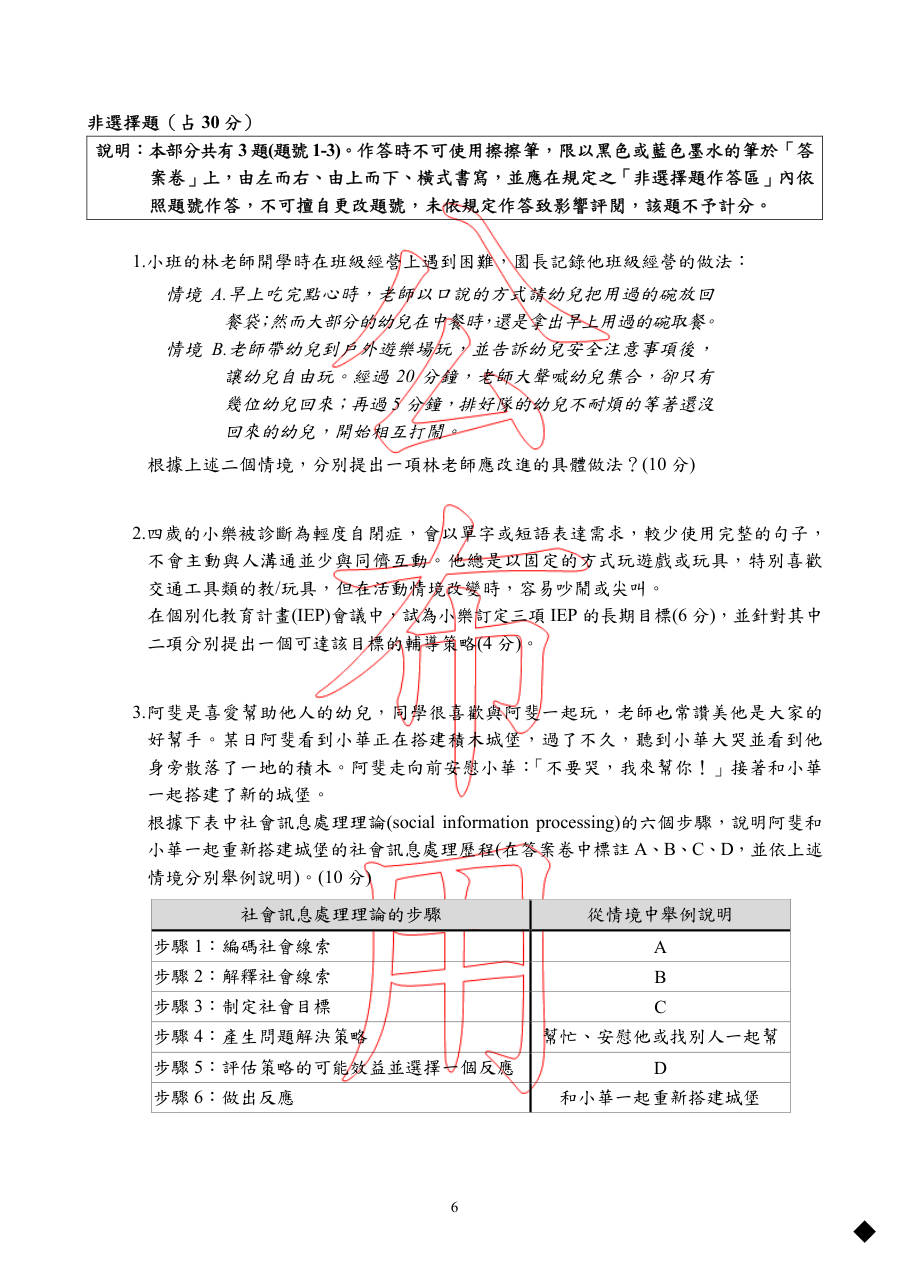 非選擇題（占 30 分）
說明：本部分共有 3 題(題號 1-3)。作答時不可使用擦擦筆，限以黑色或藍色墨水的筆於「答
案卷」上，由左而右、由上而下、橫式書寫，並應在規定之「非選擇題作答區」內依
照題號作答，不可擅自更改題號，未依規定作答致影響評閱，該題不予計分。
1.小班的林老師開學時在班級經營上遇到困難，園長記錄他班級經營的做法：
情境 A.早上吃完點心時，老師以口說的方式請幼兒把用過的碗放回
餐袋；然而大部分的幼兒在中餐時，還是拿出早上用過的碗取餐。
情境 B.老師帶幼兒到戶外遊樂場玩，並告訴幼兒安全注意事項後，
讓幼兒自由玩。經過 20 分鐘，老師大聲喊幼兒集合，卻只有
幾位幼兒回來；再過 5 分鐘，排好隊的幼兒不耐煩的等著還沒
回來的幼兒，開始相互打鬧。
根據上述二個情境，分別提出一項林老師應改進的具體做法？(10 分)
2.四歲的小樂被診斷為輕度自閉症，會以單字或短語表達需求，較少使用完整的句子，
不會主動與人溝通並少與同儕互動。他總是以固定的方式玩遊戲或玩具，特別喜歡
交通工具類的教/玩具，但在活動情境改變時，容易吵鬧或尖叫。
在個別化教育計畫(IEP)會議中，試為小樂訂定三項 IEP 的長期目標(6 分)，並針對其中
二項分別提出一個可達該目標的輔導策略(4 分)。
3.阿斐是喜愛幫助他人的幼兒，同學很喜歡與阿斐一起玩，老師也常讚美他是大家的
好幫手。某日阿斐看到小華正在搭建積木城堡，過了不久，聽到小華大哭並看到他
身旁散落了一地的積木。阿斐走向前安慰小華：「不要哭，我來幫你！」接著和小華
一起搭建了新的城堡。
根據下表中社會訊息處理理論(social information processing)的六個步驟，說明阿斐和
小華一起重新搭建城堡的社會訊息處理歷程(在答案卷中標註 A、B、C、D，並依上述
情境分別舉例說明)。(10 分)
社會訊息處理理論的步驟 從情境中舉例說明
步驟 1：編碼社會線索 A
步驟 2：解釋社會線索 B
步驟 3：制定社會目標 C
步驟 4：產生問題解決策略 幫忙、安慰他或找別人一起幫
步驟 5：評估策略的可能效益並選擇一個反應 D
步驟 6：做出反應 和小華一起重新搭建城堡
公
布
用
6